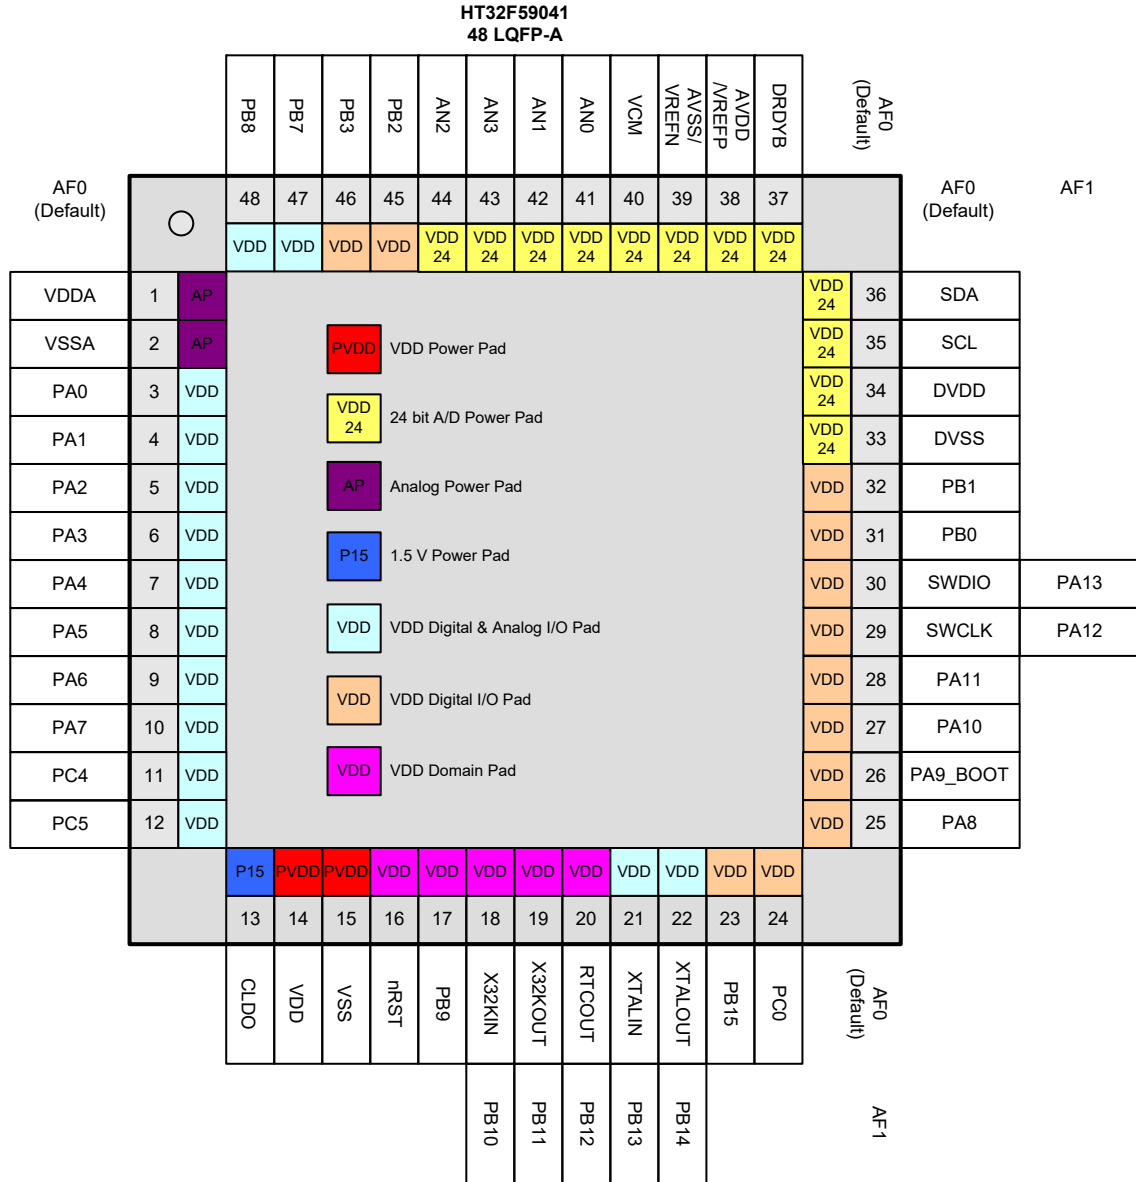 HT32F59041
48 LQFP-A
PB8 PB7 PB3 PB2 AN2 AN3 AN1 AN0 VCM AVSS/ VREFN AVDD /VREFP DRDYB AF0 (Default)
AF0 (Default)
48 47 46 45 44 43 42 41 40 39 38 37
AF0 (Default) AF1
VDD VDD VDD VDD VDD 24 VDD 24 VDD 24 VDD 24 VDD 24 VDD 24 VDD 24 VDD 24
VDDA 1 AP
VDD 24 36 SDA
VSSA 2 AP
VDD 24 35 SCL
PA0 3 VDD
VDD 24 34 DVDD
PA1 4 VDD
VDD 24 33 DVSS
PA2 5 VDD
VDD 32 PB1
PA3 6 VDD
VDD 31 PB0
PA4 7 VDD
VDD 30 SWDIO PA13
PA5 8 VDD
VDD 29 SWCLK PA12
PA6 9 VDD
VDD 28 PA11
PA7 10 VDD
VDD 27 PA10
PC4 11 VDD
VDD 26 PA9_BOOT
PC5 12 VDD
VDD 25 PA8
PVDD VDD Power Pad
VDD 24 24 bit A/D Power Pad
AP Analog Power Pad
P15 1.5 V Power Pad
VDD VDD Digital & Analog I/O Pad
VDD VDD Digital I/O Pad
VDD VDD Domain Pad
P15 PVDD PVDD VDD VDD VDD VDD VDD VDD VDD VDD VDD
13 14 15 16 17 18 19 20 21 22 23 24
CLDO VDD VSS nRST PB9 X32KIN X32KOUT RTCOUT XTALIN XTALOUT PB15 PC0 AF0 (Default)
PB10 PB11 PB12 PB13 PB14 AF1